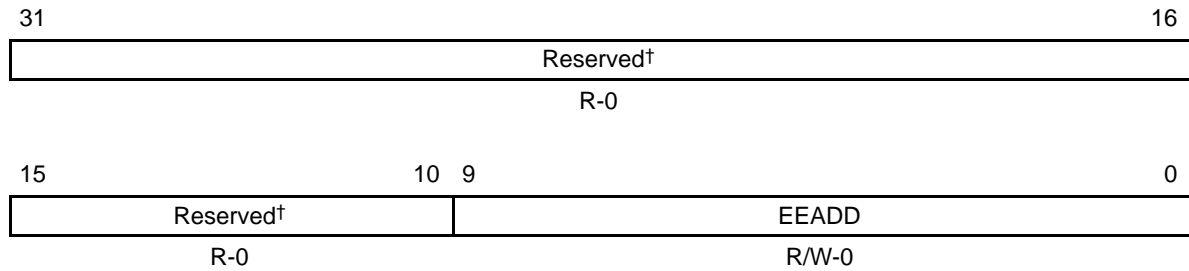 31 16
Reserved†
R-0
15 10 9 0
Reserved† EEADD
R-0 R/W-0